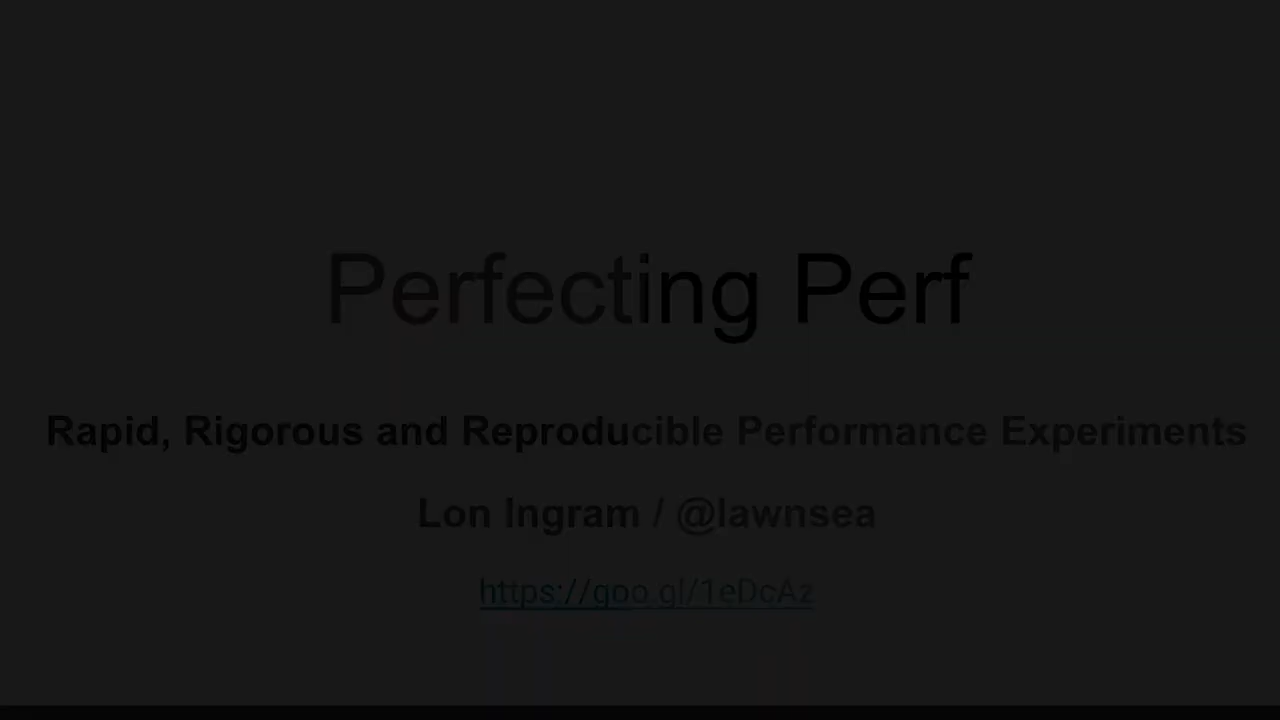 Perfecting Perf
Rapid, Rigorous and Reproducible Performance Experiments
Lon Ingram / @lawnsea
https://goo.gl/1eDcAz